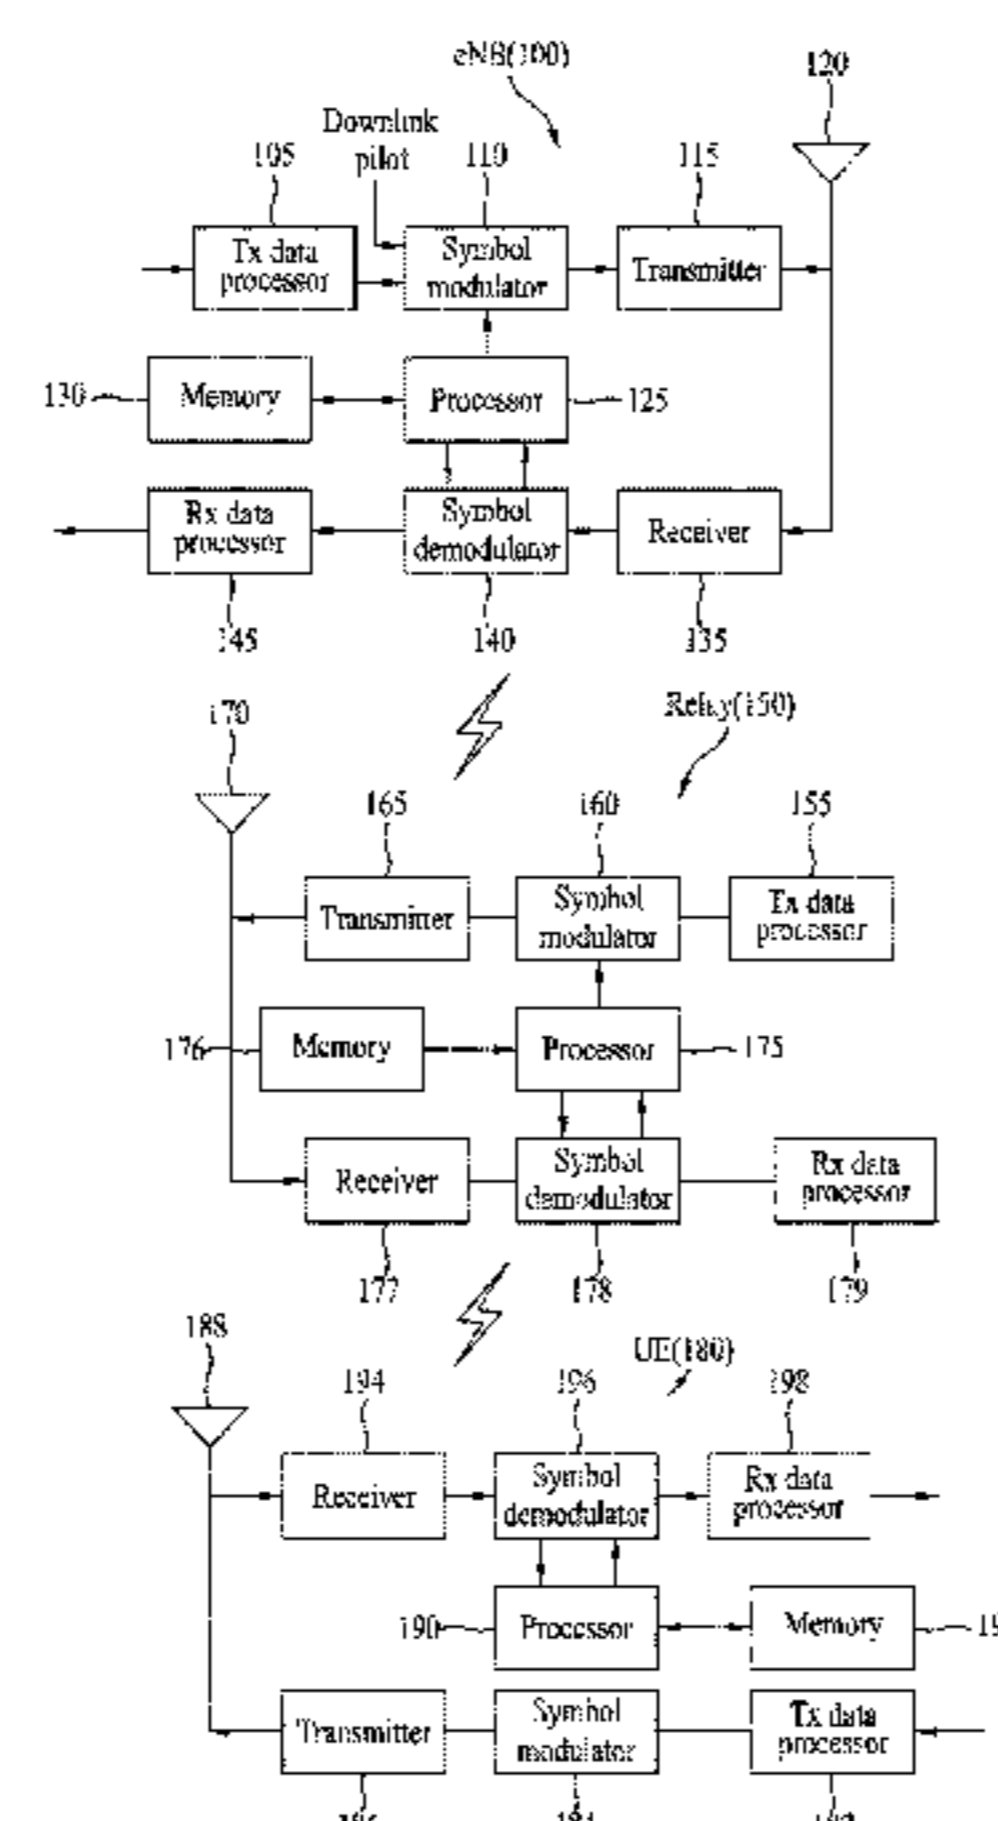 eNB(100)
120
Downlink
pilot
105
110
115
Tx data
processor
Symbol
modulator
Transmitter
130
Memory
Processor
125
Rx data
processor
Symbol
demodulator
Receiver
145
140
135
170
Relay(150)
165
160
155
Transmitter
Symbol
modulator
Tx data
processor
176
Memory
Processor
175
Receiver
Symbol
demodulator
Rx data
processor
177
178
179
188
UE(180)
194
196
198
Receiver
Symbol
demodulator
Rx data
processor
190
Processor
Memory
Transmitter
Symbol
modulator
Tx data
processor